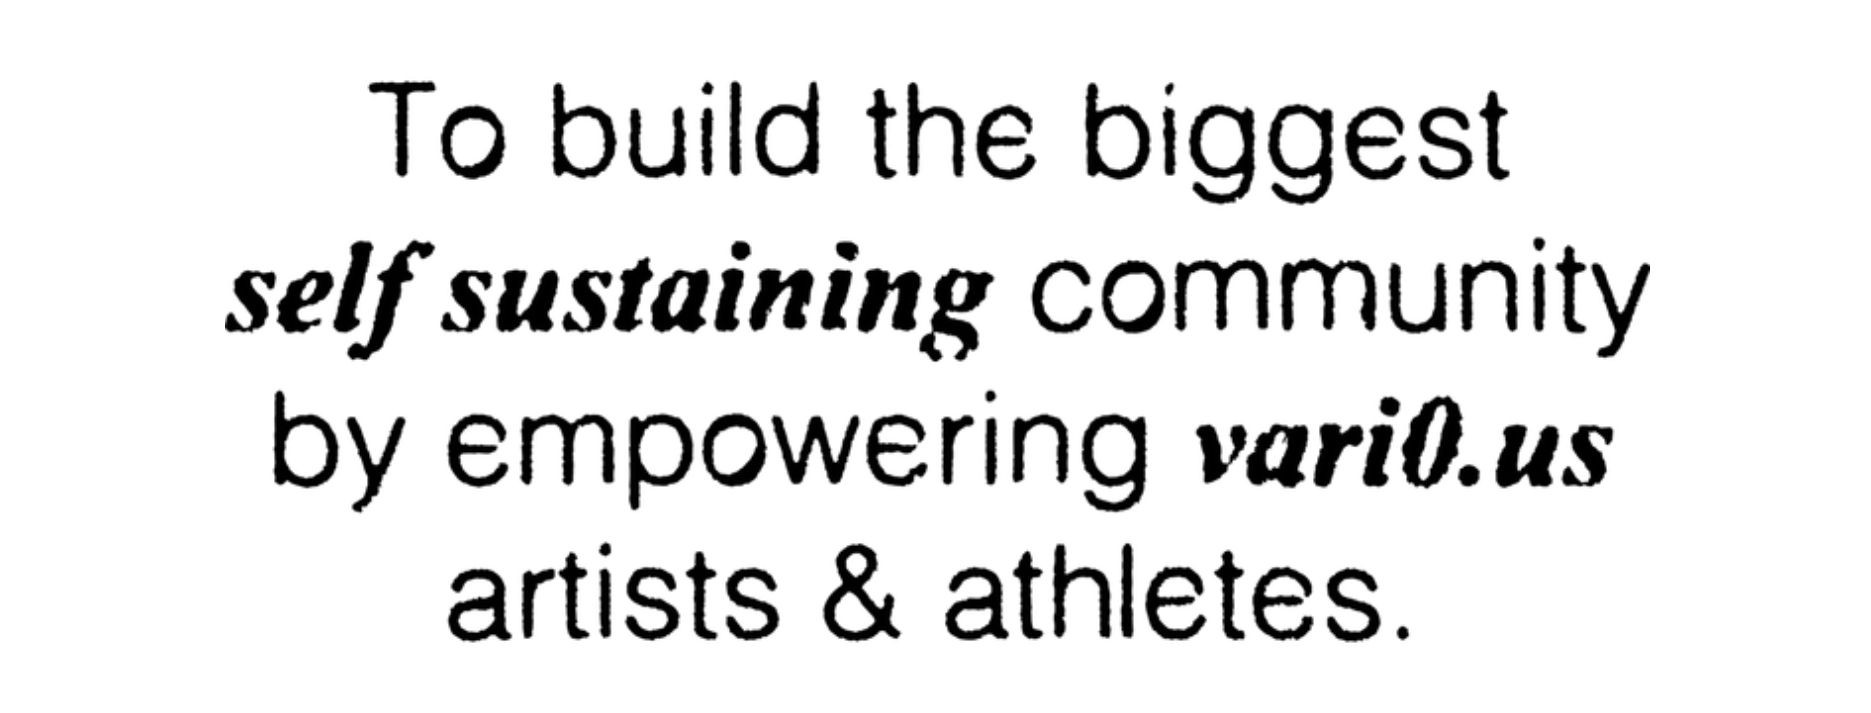 To build the biggest
self sustaining community
by empowering vari0.us
artists & athletes.